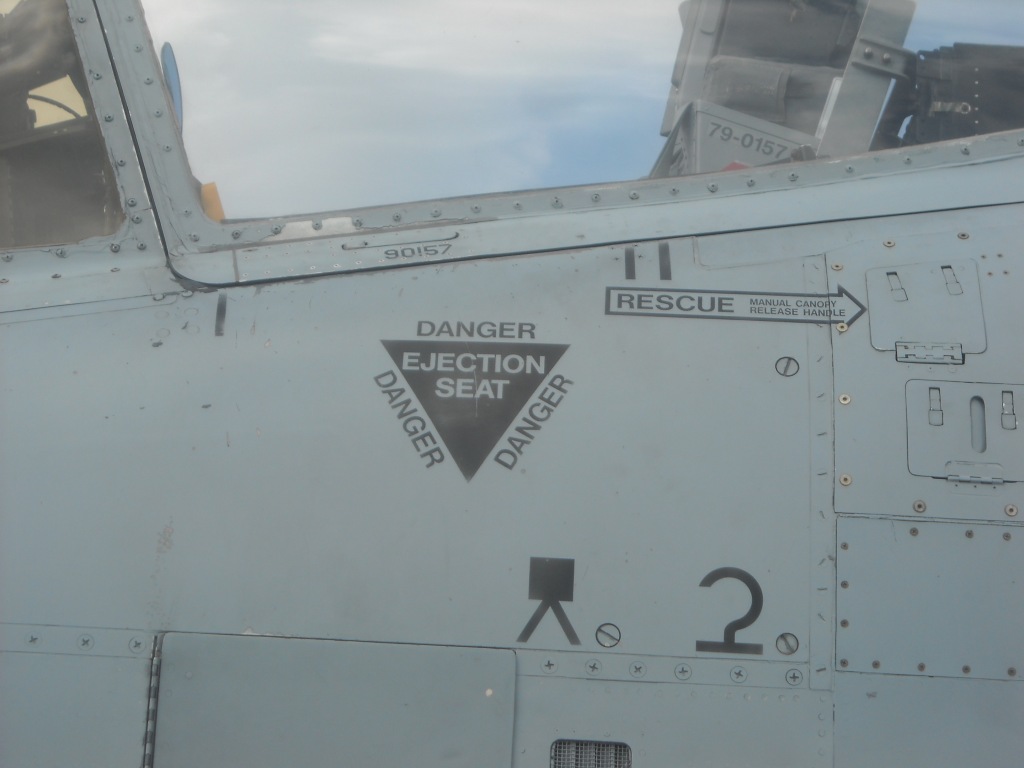 79-0157
90157
RESCUE MANUAL CANOPY
RELEASE HANDLE
DANGER
EJECTION
SEAT
DANGER
DANGER